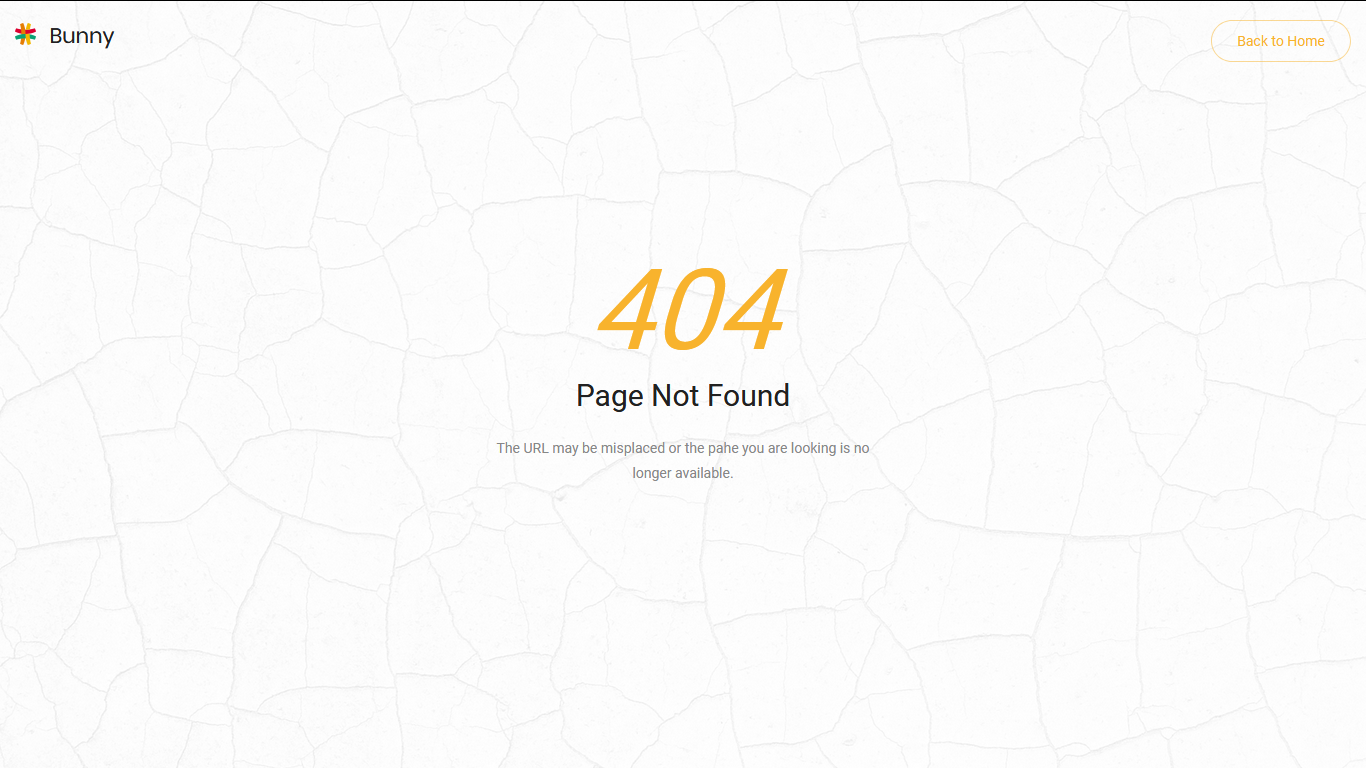 Bunny
Back to Home
404
Page Not Found
The URL may be misplaced or the pahe you are looking is no
longer available.